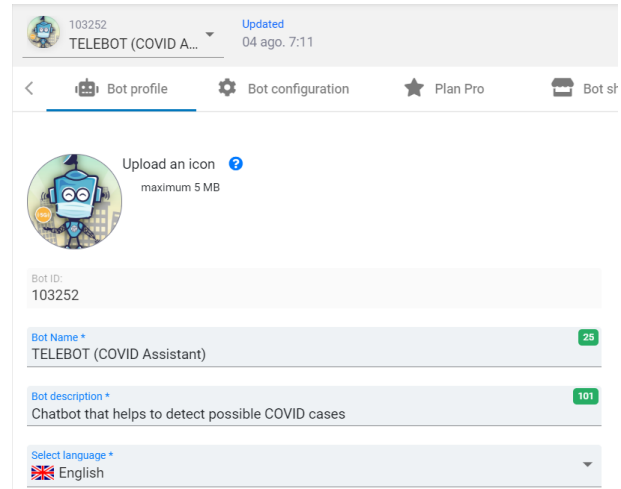 103252
TELEBOT (COVID A...
Updated
04 ago. 7:11
Bot profile
Bot configuration
Plan Pro
Bot sh
Upload an icon
maximum 5 MB
Bot ID:
103252
Bot Name *
25
TELEBOT (COVID Assistant)
Bot description *
101
Chatbot that helps to detect possible COVID cases
Select language *
English